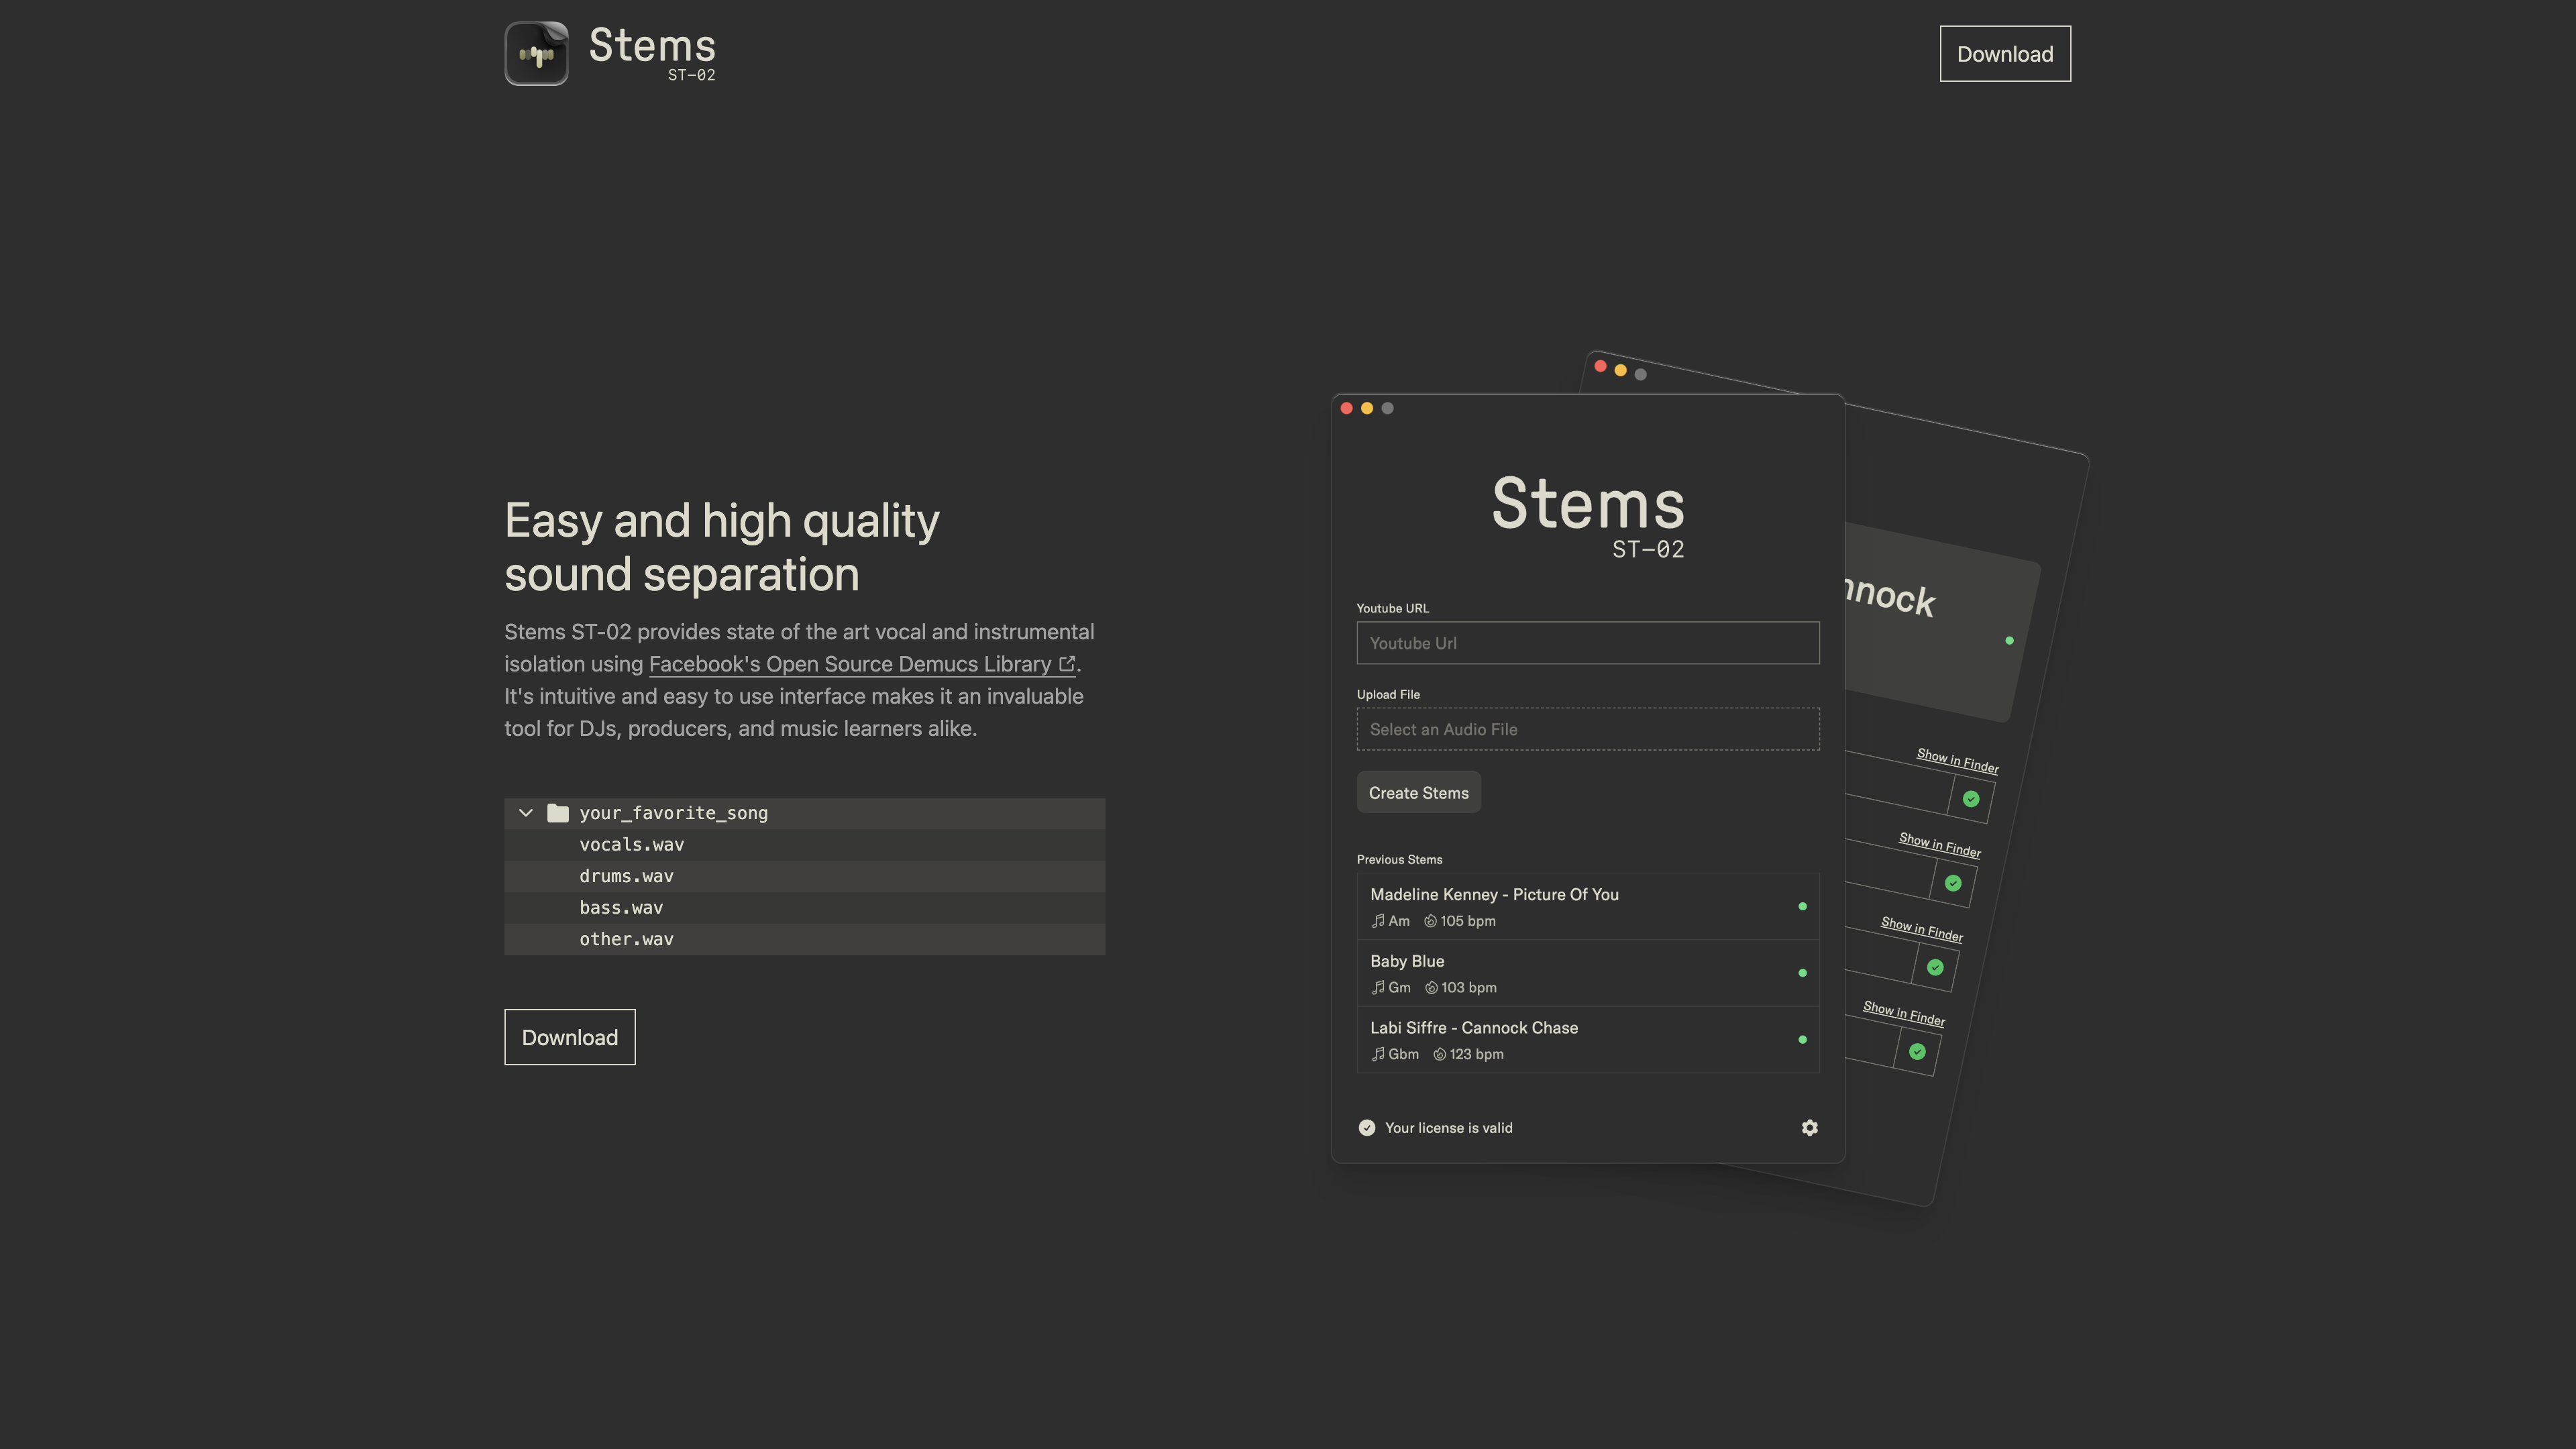 Stems
ST-02
Download
Easy and high quality
sound separation
Stems ST-02 provides state of the art vocal and instrumental
isolation using Facebook's Open Source Demucs Library.
It's intuitive and easy to use interface makes it an invaluable
tool for DJs, producers, and music learners alike.
your_favorite_song
vocals.wav
drums.wav
bass.wav
other.wav
Download
Stems
ST-02
Youtube URL
Youtube Url
Upload File
Select an Audio File
Create Stems
Previous Stems
Madeline Kenney - Picture Of You
Am 105 bpm
Baby Blue
Gm 103 bpm
Labi Siffre - Cannock Chase
Gbm 123 bpm
Your license is valid
Show in Finder
Show in Finder
Show in Finder
Show in Finder